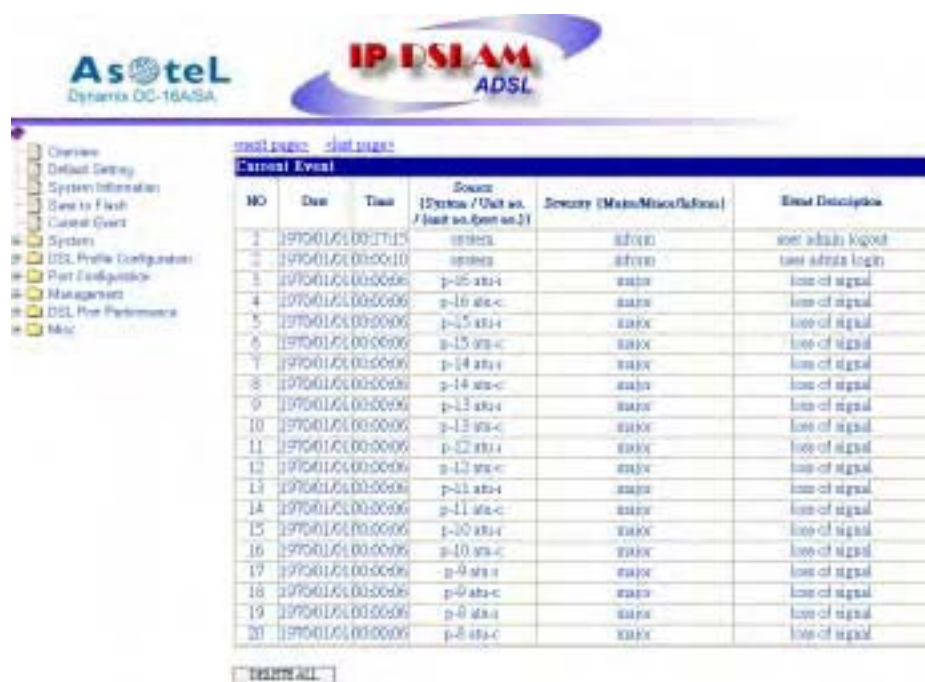 AsoteL
Dynamix DC-16A/SA
IP DSLAM
ADSL
Overview
Default Setting
System Information
Save to Flash
Current Event
System
DSL Profile Configuration
Port Configuration
Management
DSL Port Performance
Misc
<next page> <last page>
Current Event
NO Date Time Source (System / Unit no. / (unit no./port no.)) Severity (Major/Minor/Inform) Event Description
1 1970/01/01 00:17:15 system inform user admin logout
2 1970/01/01 00:00:10 system inform user admin login
3 1970/01/01 00:00:06 p-16 atu-r major loss of signal
4 1970/01/01 00:00:06 p-16 atu-c major loss of signal
5 1970/01/01 00:00:06 p-15 atu-r major loss of signal
6 1970/01/01 00:00:06 p-15 atu-c major loss of signal
7 1970/01/01 00:00:06 p-14 atu-r major loss of signal
8 1970/01/01 00:00:06 p-14 atu-c major loss of signal
9 1970/01/01 00:00:06 p-13 atu-r major loss of signal
10 1970/01/01 00:00:06 p-13 atu-c major loss of signal
11 1970/01/01 00:00:06 p-12 atu-r major loss of signal
12 1970/01/01 00:00:06 p-12 atu-c major loss of signal
13 1970/01/01 00:00:06 p-11 atu-r major loss of signal
14 1970/01/01 00:00:06 p-11 atu-c major loss of signal
15 1970/01/01 00:00:06 p-10 atu-r major loss of signal
16 1970/01/01 00:00:06 p-10 atu-c major loss of signal
17 1970/01/01 00:00:06 p-9 atu-r major loss of signal
18 1970/01/01 00:00:06 p-9 atu-c major loss of signal
19 1970/01/01 00:00:06 p-8 atu-r major loss of signal
20 1970/01/01 00:00:06 p-8 atu-c major loss of signal
DELETE ALL